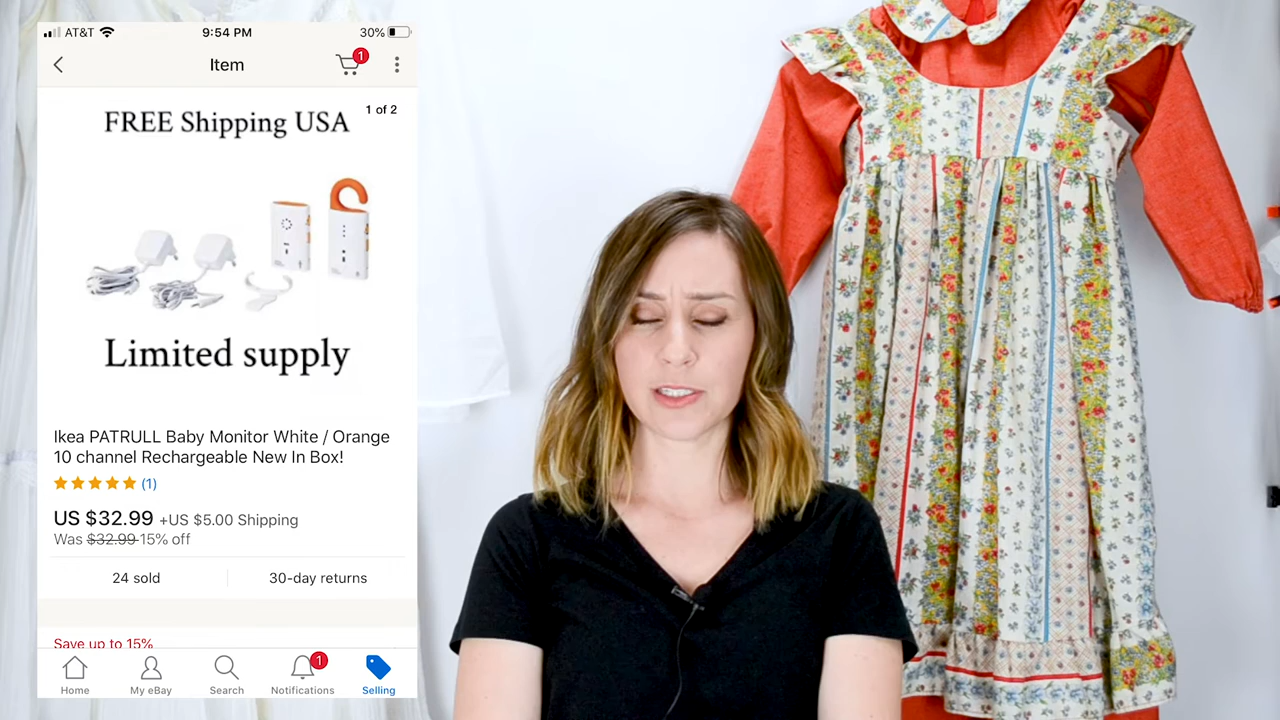 AT&T
9:54 PM
30%
Item
1
1 of 2
FREE Shipping USA
Limited supply
Ikea PATRULL Baby Monitor White / Orange
10 channel Rechargeable New In Box!
(1)
US $32.99 +US $5.00 Shipping
Was $32.99 15% off
24 sold
30-day returns
Save up to 15%
1
Home
My eBay
Search
Notifications
Selling